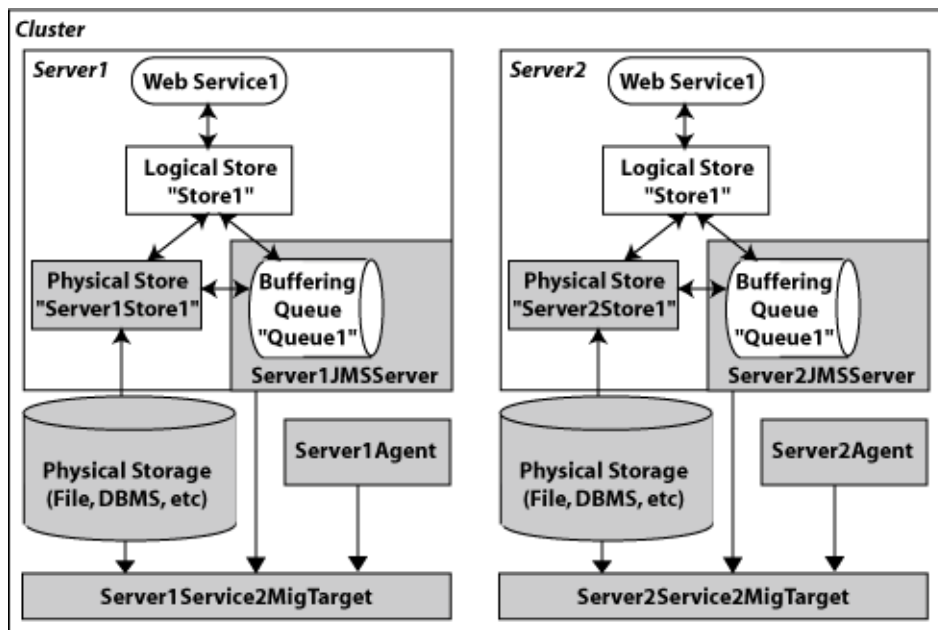 Cluster
Server1
Web Service1
Logical Store
"Store1"
Physical Store
"Server1Store1"
Buffering
Queue
"Queue1"
Server1JMSServer
Physical Storage
(File, DBMS, etc)
Server1Agent
Server1Service2MigTarget
Server2
Web Service1
Logical Store
"Store1"
Physical Store
"Server2Store1"
Buffering
Queue
"Queue1"
Server2JMSServer
Physical Storage
(File, DBMS, etc)
Server2Agent
Server2Service2MigTarget